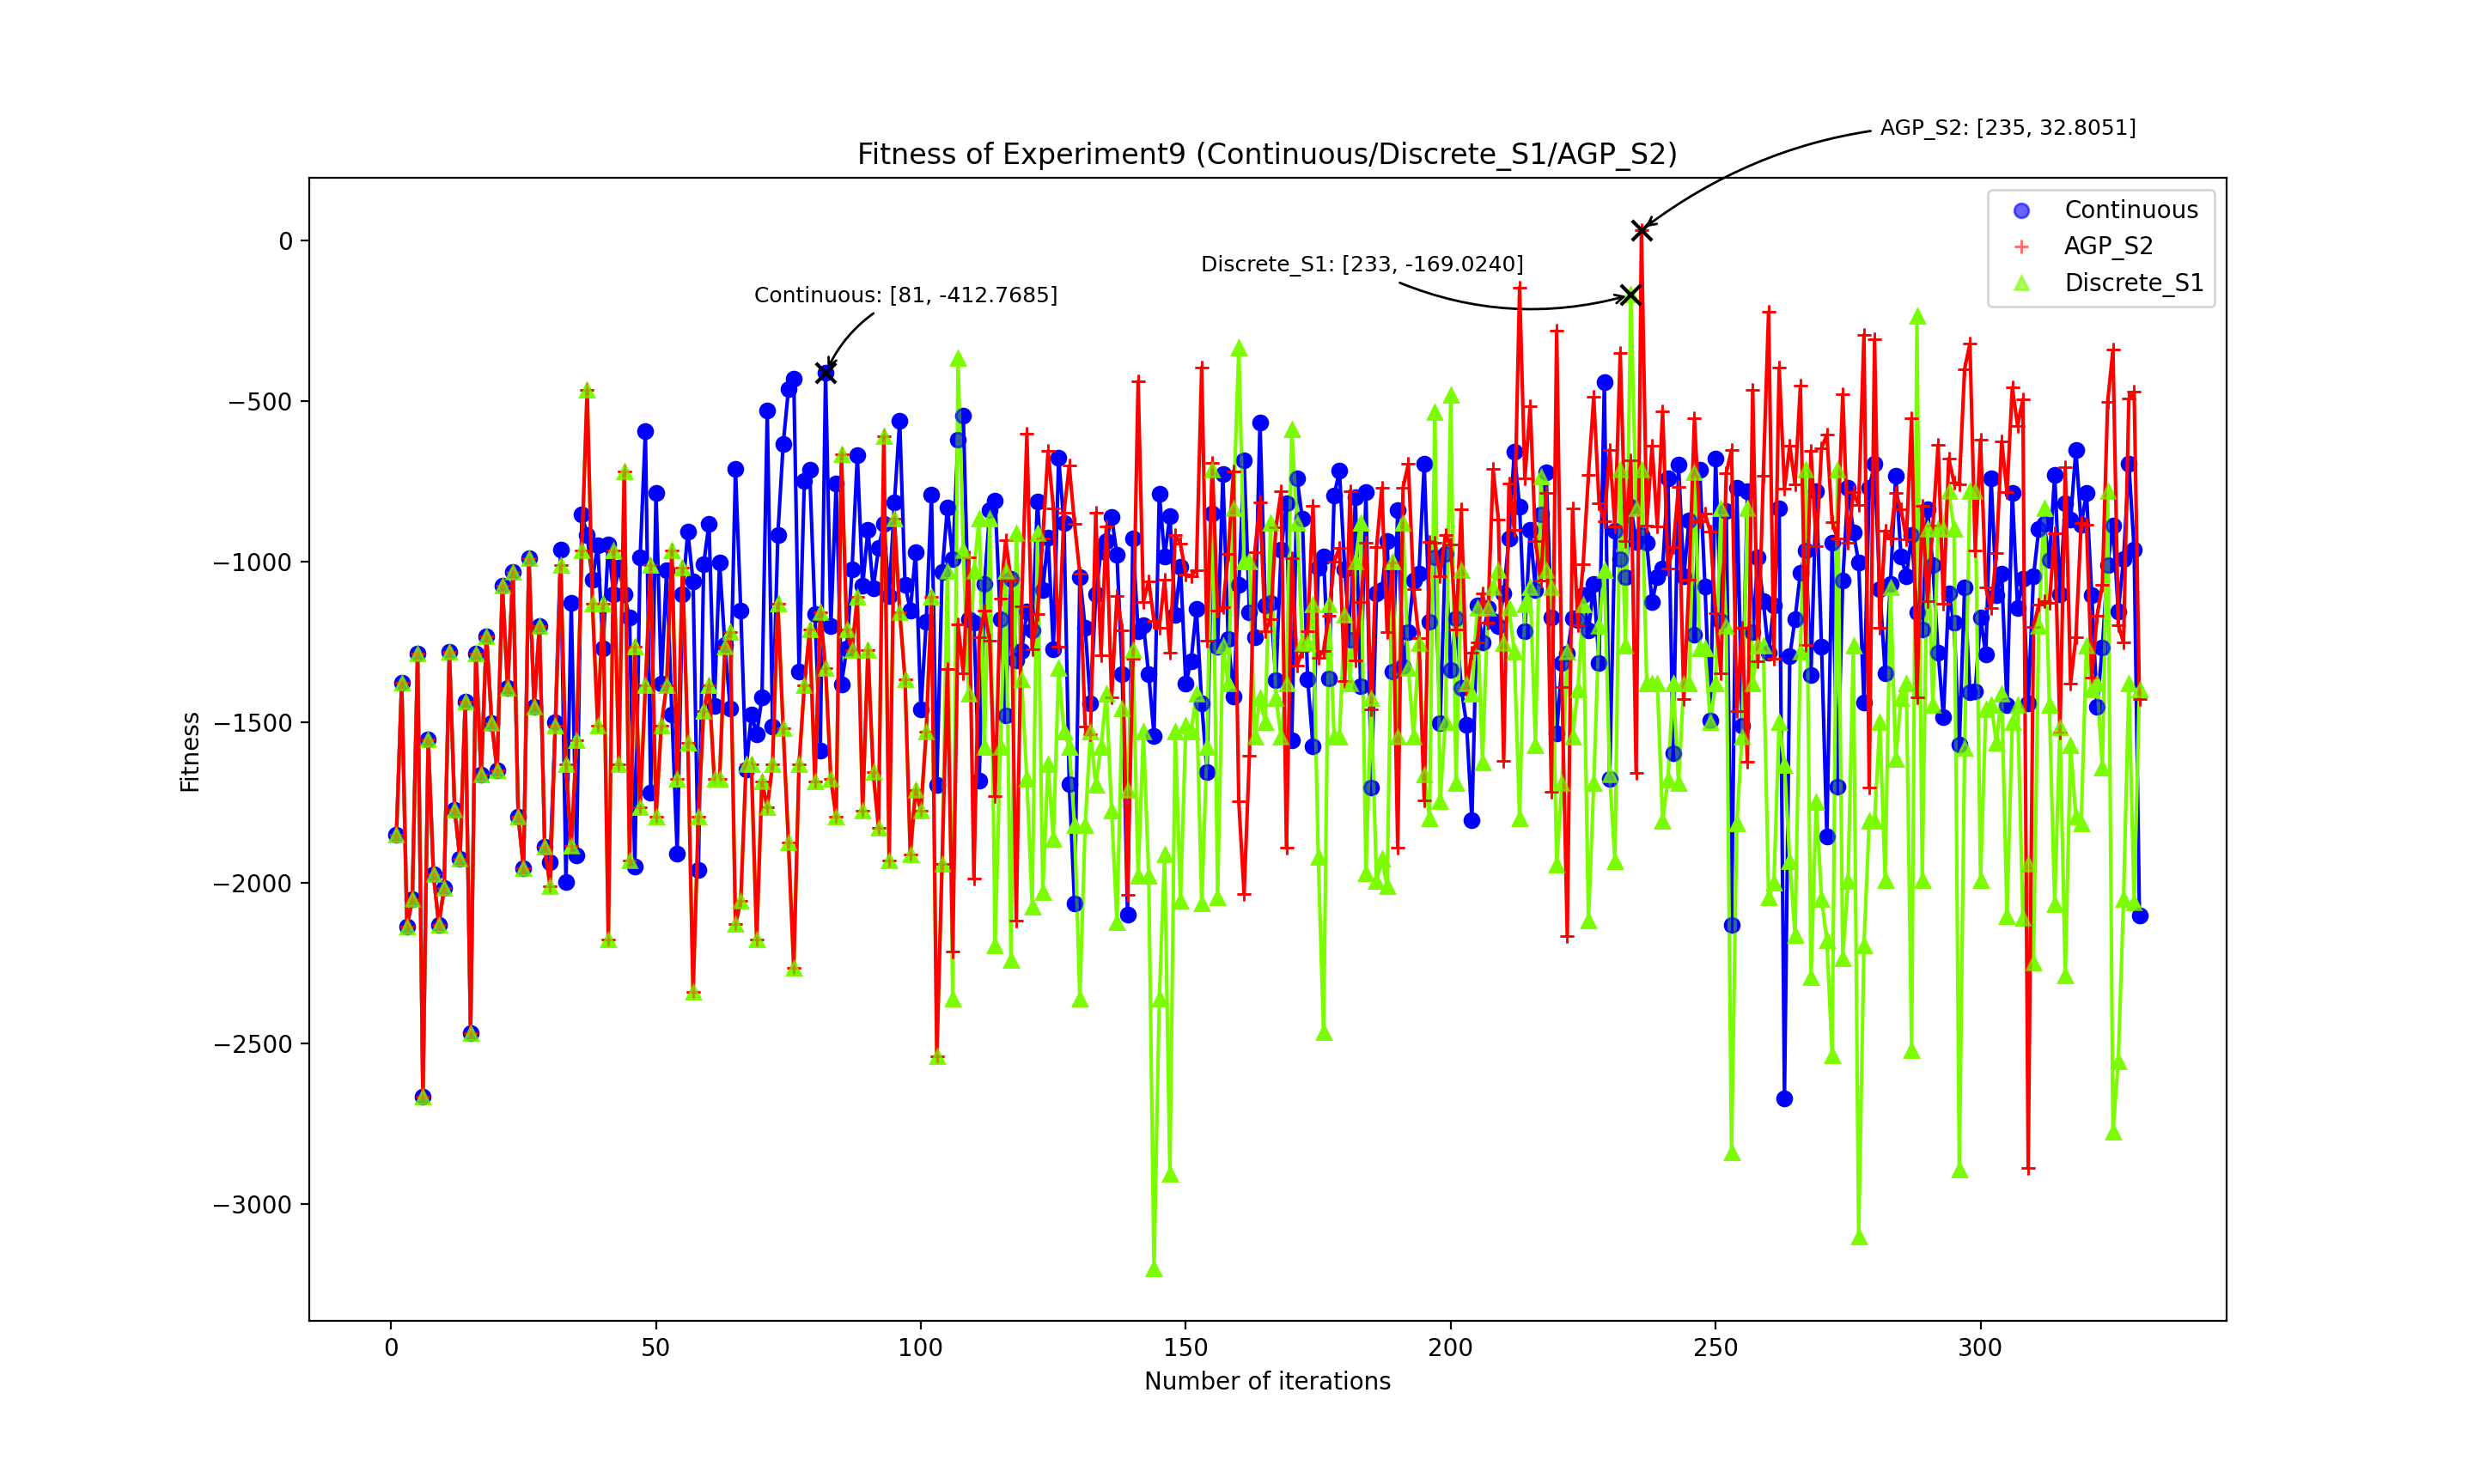 AGP_S2: [235, 32.8051]
Fitness of Experiment9 (Continuous/Discrete_S1/AGP_S2)
Continuous
AGP_S2
Discrete_S1
Discrete_S1: [233, -169.0240]
Continuous: [81, -412.7685]
0
−500
−1000
−1500
−2000
−2500
−3000
Fitness
0 50 100 150 200 250 300
Number of iterations